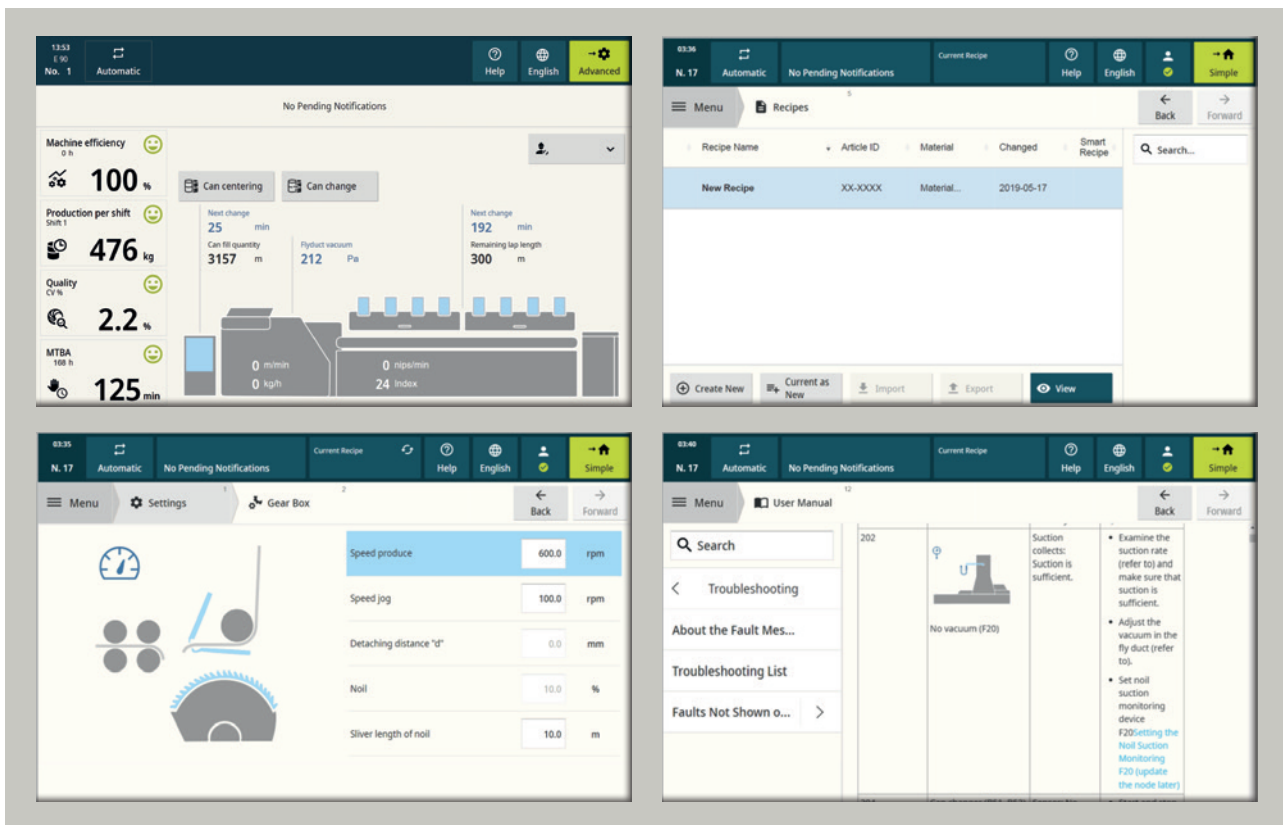 13:53
E 90
No. 1
Automatic
Help
English
Advanced
No Pending Notifications
Machine efficiency
0 h
100 %
Production per shift
Shift 1
476 kg
Quality
CV %
2.2 %
MTBA
168 h
125 min
Can centering
Can change
Next change
25 min
Can fill quantity
3157 m
Flyduct vacuum
212 Pa
Next change
192 min
Remaining lap length
300 m
0 m/min
0 kg/h
0 nips/min
24 Index
03:36
N. 17
Automatic
No Pending Notifications
Current Recipe
Help
English
Simple
Menu
Recipes
5
Back
Forward
Recipe Name
Article ID
Material
Changed
Smart
Recipe
Search...
New Recipe
XX-XXXX
Material...
2019-05-17
Create New
Current as
New
Import
Export
View
03:35
N. 17
Automatic
No Pending Notifications
Current Recipe
Help
English
Simple
Menu
Settings
1
Gear Box
2
Back
Forward
Speed produce 600.0 rpm
Speed jog 100.0 rpm
Detaching distance "d" 0.0 mm
Noil 10.0 %
Sliver length of noil 10.0 m
03:40
N. 17
Automatic
No Pending Notifications
Current Recipe
Help
English
Simple
Menu
User Manual
12
Back
Forward
Search
Troubleshooting
About the Fault Mes...
Troubleshooting List
Faults Not Shown o...
202
No vacuum (F20)
Suction
collects:
Suction is
sufficient.
• Examine the
suction rate
(refer to) and
make sure that
suction is
sufficient.
• Adjust the
vacuum in the
fly duct (refer
to).
• Set noil
suction
monitoring
device
F20Setting the
Noil Suction
Monitoring
F20 (update
the node later)